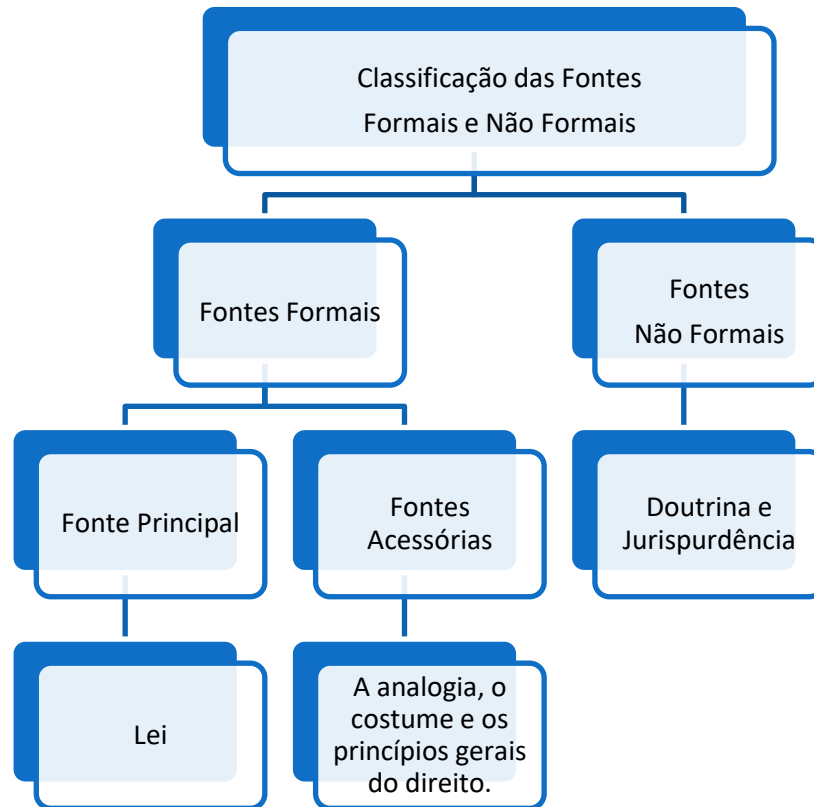 Classificação das Fontes
Formais e Não Formais
Fontes Formais
Fontes
Não Formais
Fonte Principal
Fontes
Acessórias
Doutrina e
Jurispurdência
Lei
A analogia, o
costume e os
princípios gerais
do direito.